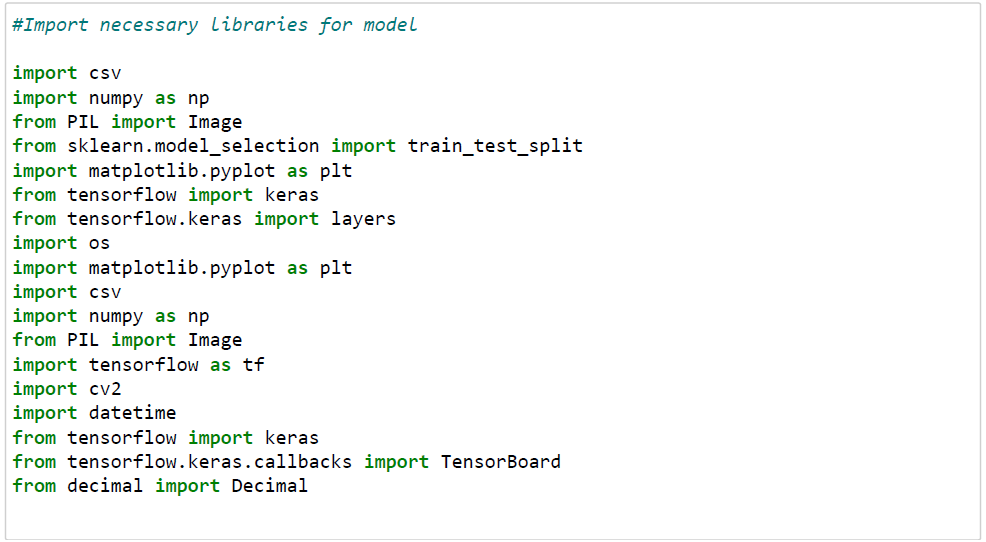 #Import necessary libraries for model
import csv
import numpy as np
from PIL import Image
from sklearn.model_selection import train_test_split
import matplotlib.pyplot as plt
from tensorflow import keras
from tensorflow.keras import layers
import os
import matplotlib.pyplot as plt
import csv
import numpy as np
from PIL import Image
import tensorflow as tf
import cv2
import datetime
from tensorflow import keras
from tensorflow.keras.callbacks import TensorBoard
from decimal import Decimal